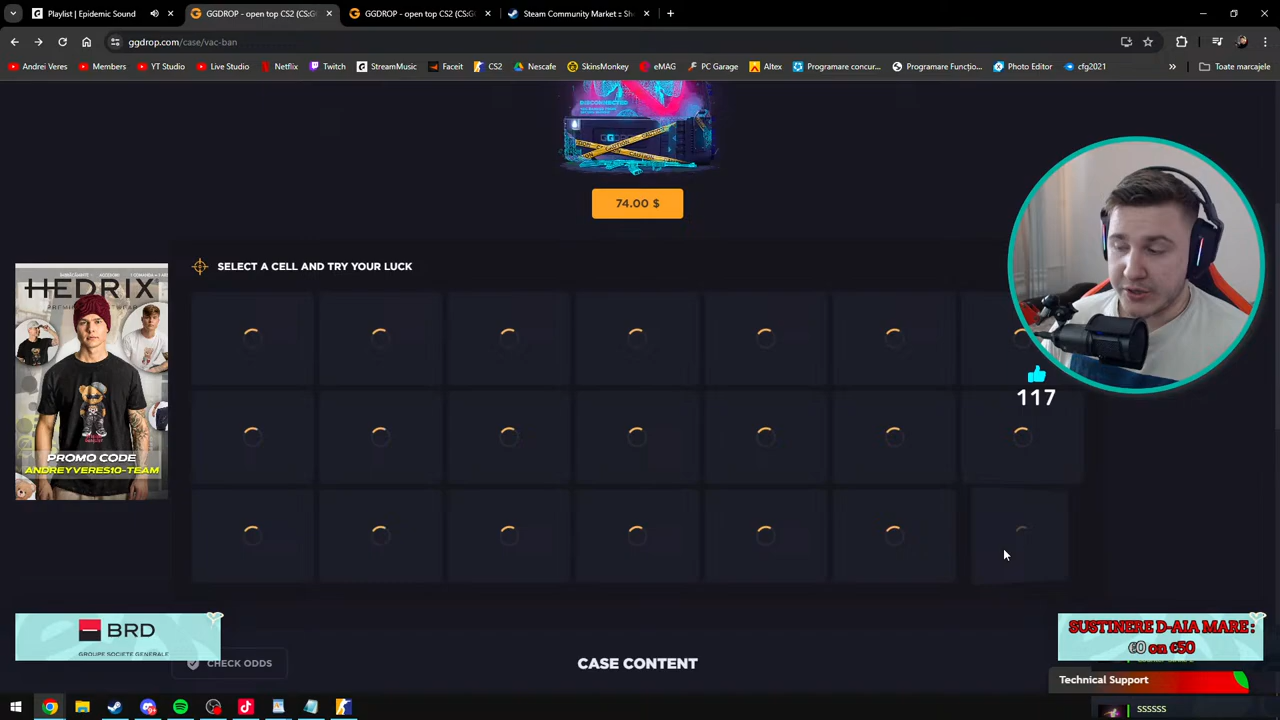 Playlist | Epidemic Sound
GGDROP - open top CS2 (CS:G
GGDROP - open top CS2 (CS:G
Steam Community Market :: Sh
ggdrop.com/case/vac-ban
Andrei Veres
Members
YT Studio
Live Studio
Netflix
Twitch
StreamMusic
Faceit
CS2
Nescafe
SkinsMonkey
eMAG
PC Garage
Altex
Programare concur...
Programare Funcțio...
Photo Editor
cfg2021
Toate marcajele
DISCONNECTED
74.00 $
SELECT A CELL AND TRY YOUR LUCK
HEDRIX
PROMO CODE
ANDREYVERES10-TEAM
117
BRD
GROUPE SOCIETE GENERALE
CHECK ODDS
CASE CONTENT
SUSTINERE D-AIA MARE :
€0 on €50
Technical Support
ssssss